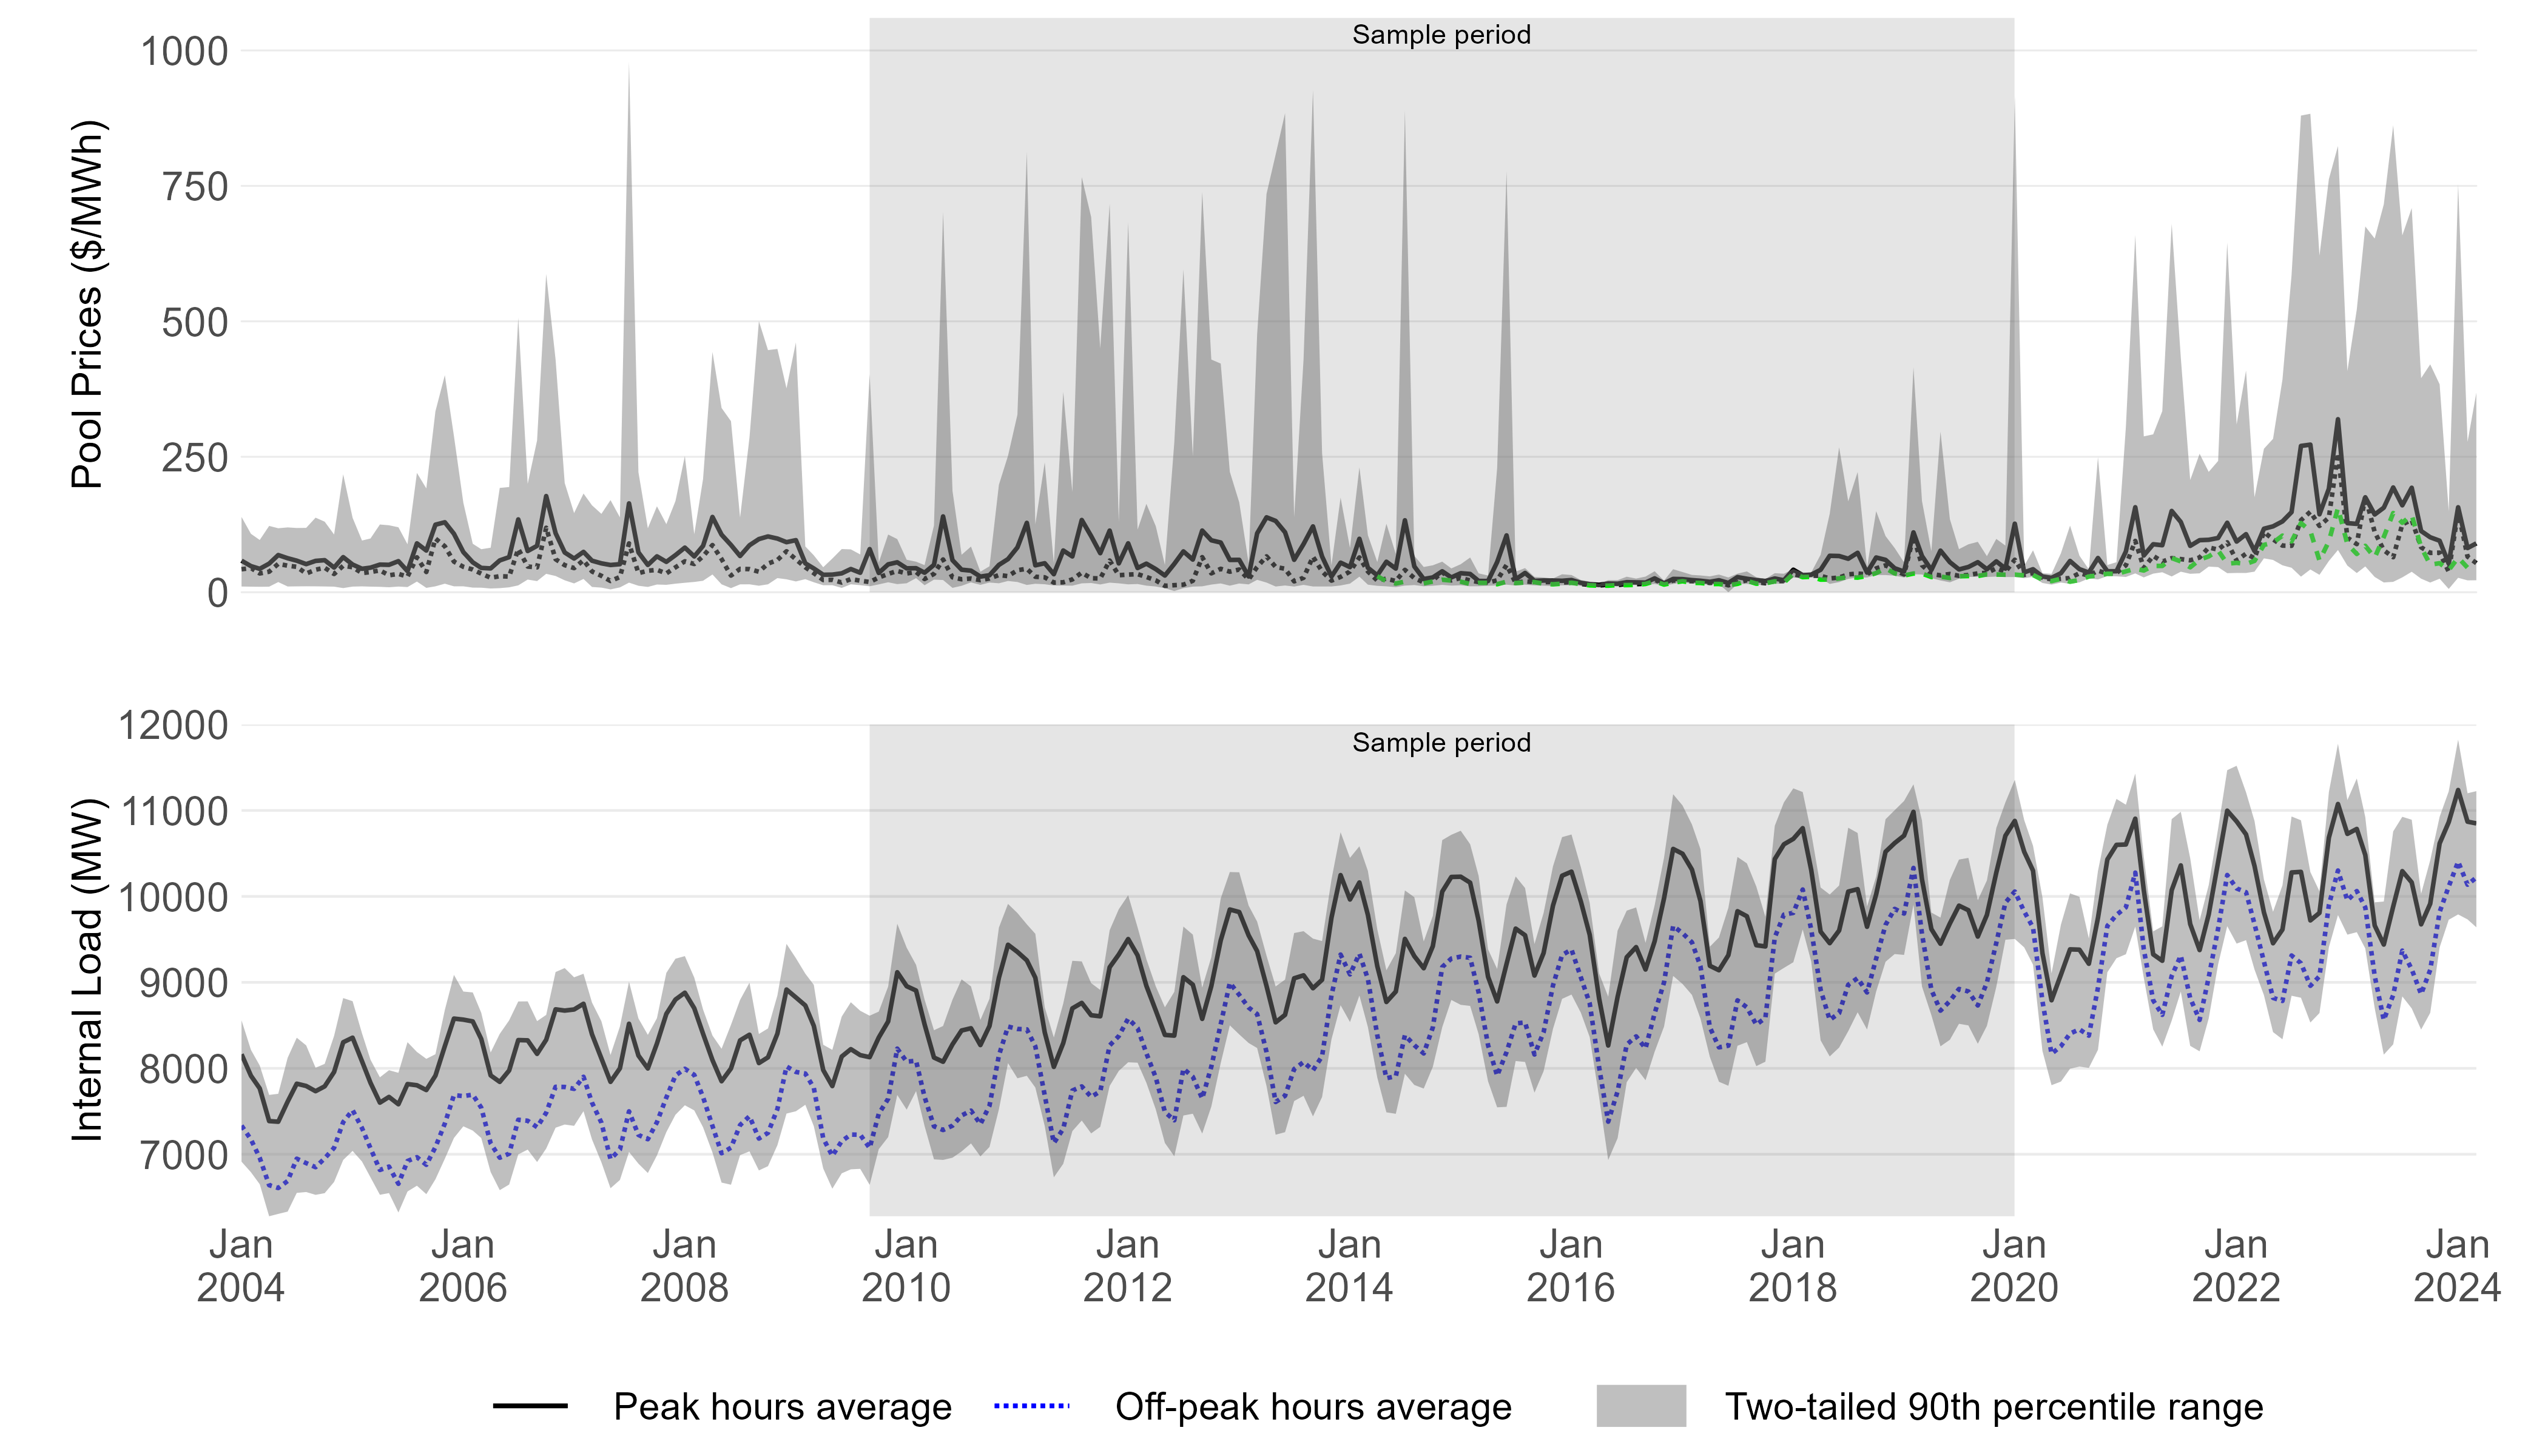 Sample period
1000
750
500
250
0
Pool Prices ($/MWh)
Sample period
12000
11000
10000
9000
8000
7000
Internal Load (MW)
Jan 2004
Jan 2006
Jan 2008
Jan 2010
Jan 2012
Jan 2014
Jan 2016
Jan 2018
Jan 2020
Jan 2022
Jan 2024
Peak hours average
Off-peak hours average
Two-tailed 90th percentile range